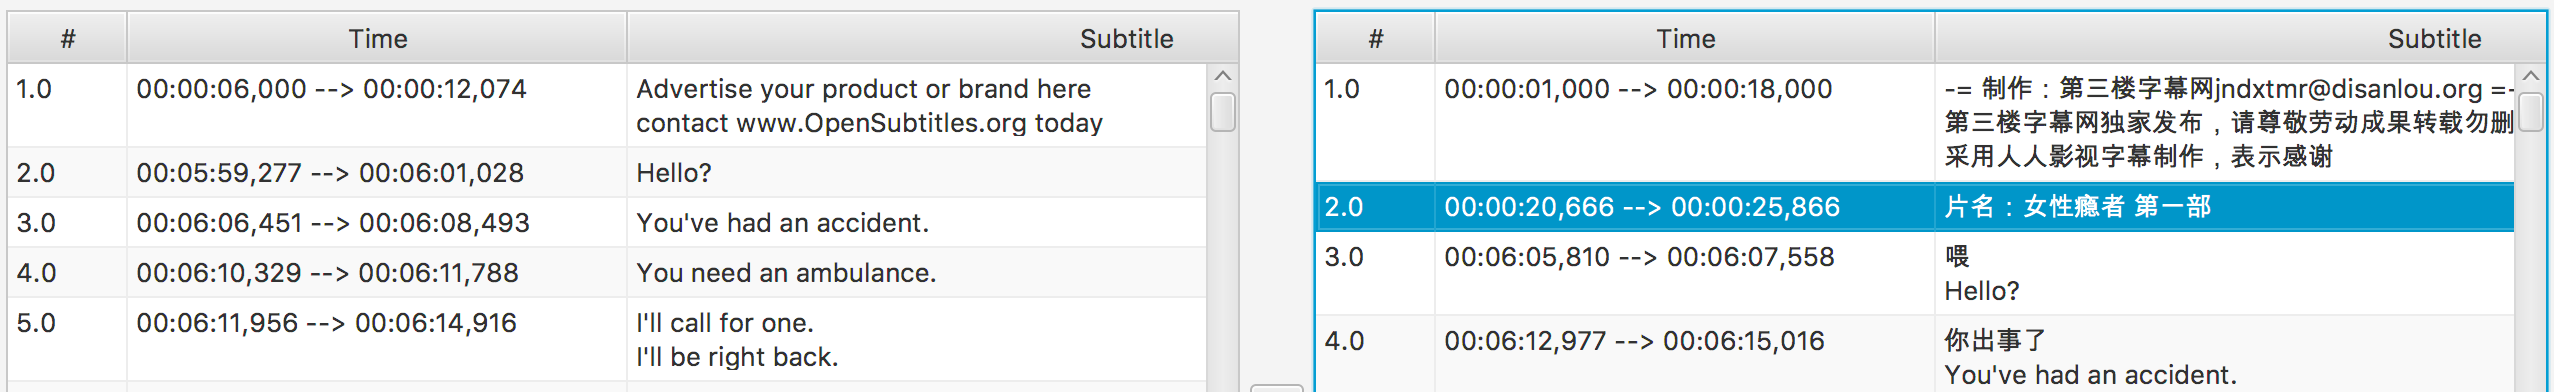 # Time Subtitle
1.0 00:00:06,000 --> 00:00:12,074 Advertise your product or brand here
contact www.OpenSubtitles.org today
2.0 00:05:59,277 --> 00:06:01,028 Hello?
3.0 00:06:06,451 --> 00:06:08,493 You've had an accident.
4.0 00:06:10,329 --> 00:06:11,788 You need an ambulance.
5.0 00:06:11,956 --> 00:06:14,916 I'll call for one.
I'll be right back.
# Time Subtitle
1.0 00:00:01,000 --> 00:00:18,000 -= 制作：第三楼字幕网jndxtmr@disanlou.org =-
第三楼字幕网独家发布，请尊敬劳动成果转载勿删
采用人人影视字幕制作，表示感谢
2.0 00:00:20,666 --> 00:00:25,866 片名：女性瘾者 第一部
3.0 00:06:05,810 --> 00:06:07,558 喂
Hello?
4.0 00:06:12,977 --> 00:06:15,016 你出事了
You've had an accident.